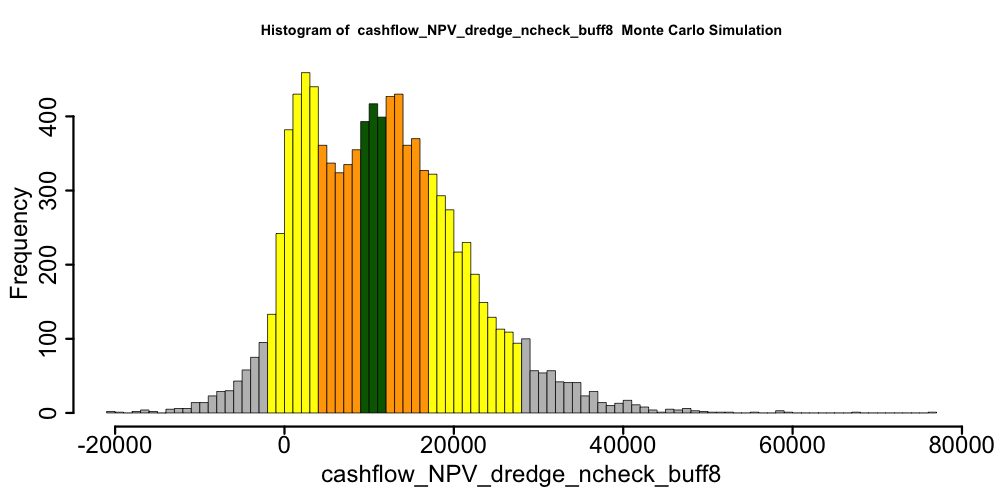 Histogram of  cashflow_NPV_dredge_ncheck_buff8  Monte Carlo Simulation
Frequency
400
300
200
100
0
-20000 0 20000 40000 60000 80000
cashflow_NPV_dredge_ncheck_buff8